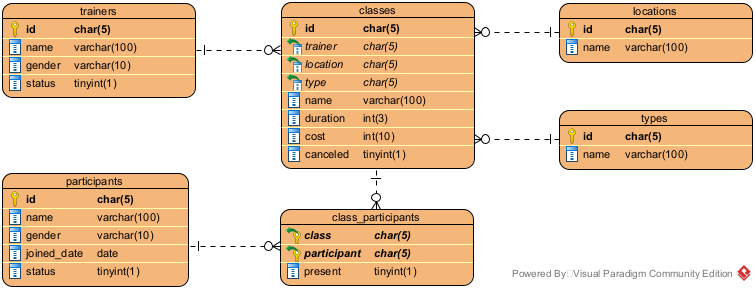 trainers
id char(5)
name varchar(100)
gender varchar(10)
status tinyint(1)
classes
id char(5)
trainer char(5)
location char(5)
type char(5)
name varchar(100)
duration int(3)
cost int(10)
canceled tinyint(1)
locations
id char(5)
name varchar(100)
types
id char(5)
name varchar(100)
participants
id char(5)
name varchar(100)
gender varchar(10)
joined_date date
status tinyint(1)
class_participants
class char(5)
participant char(5)
present tinyint(1)
Powered By Visual Paradigm Community Edition